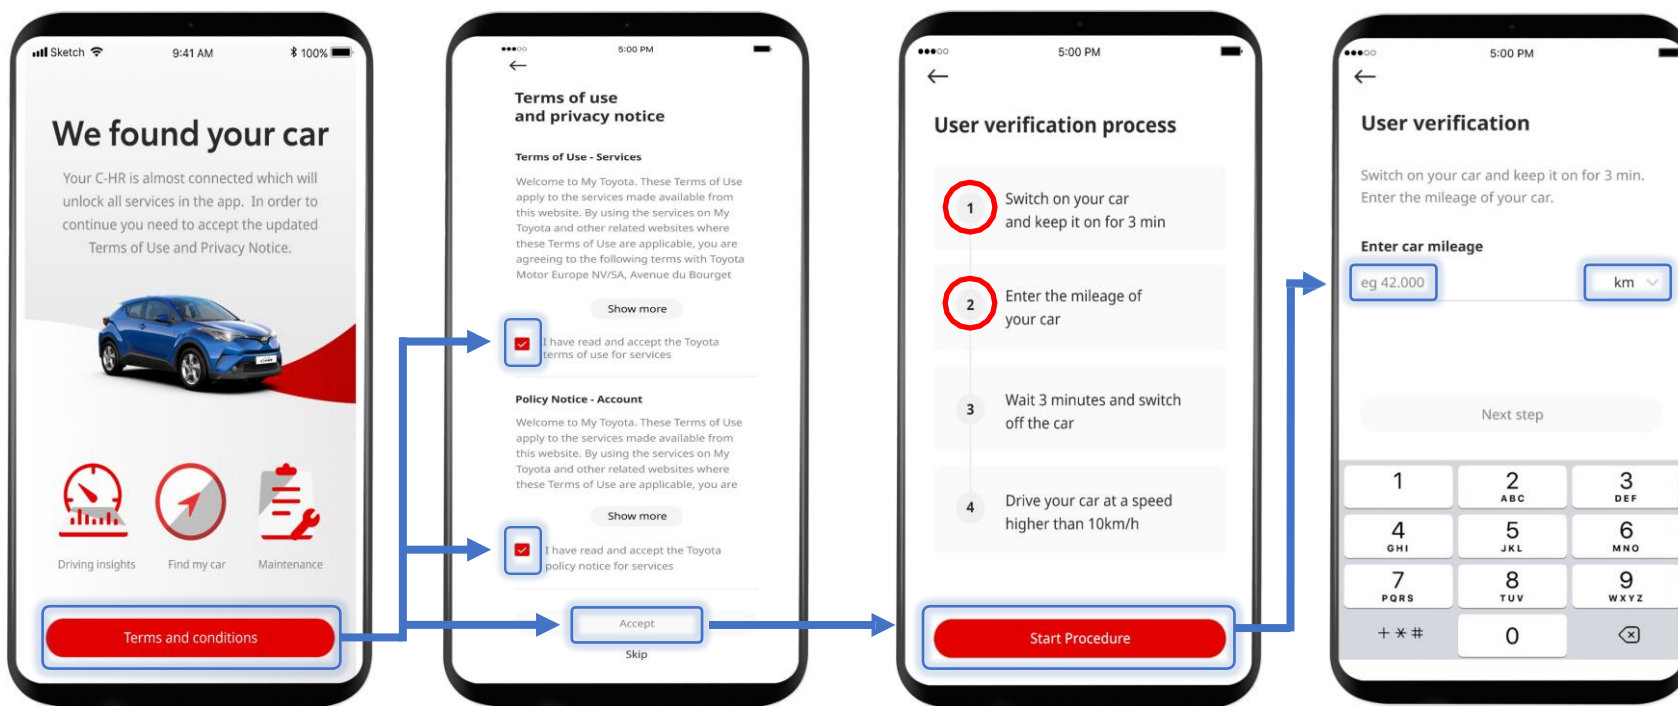 Sketch
9:41 AM
100%
We found your car
Your C-HR is almost connected which will
unlock all services in the app. In order to
continue you need to accept the updated
Terms of Use and Privacy Notice.
Driving insights
Find my car
Maintenance
Terms and conditions
5:00 PM
Terms of use
and privacy notice
Terms of Use - Services
Welcome to My Toyota. These Terms of Use
apply to the services made available from
this website. By using the services on My
Toyota and other related websites where
these Terms of Use are applicable, you are
agreeing to the following terms with Toyota
Motor Europe NV/SA, Avenue du Bourget
Show more
I have read and accept the Toyota
terms of use for services
Policy Notice - Account
Welcome to My Toyota. These Terms of Use
apply to the services made available from
this website. By using the services on My
Toyota and other related websites where
these Terms of Use are applicable, you are
Show more
I have read and accept the Toyota
policy notice for services
Accept
Skip
5:00 PM
User verification process
1
Switch on your car
and keep it on for 3 min
2
Enter the mileage of
your car
3
Wait 3 minutes and switch
off the car
4
Drive your car at a speed
higher than 10km/h
Start Procedure
5:00 PM
User verification
Switch on your car and keep it on for 3 min.
Enter the mileage of your car.
Enter car mileage
eg 42.000
km
Next step
1
2
ABC
3
DEF
4
GHI
5
JKL
6
MNO
7
PQRS
8
TUV
9
WXYZ
+ * #
0